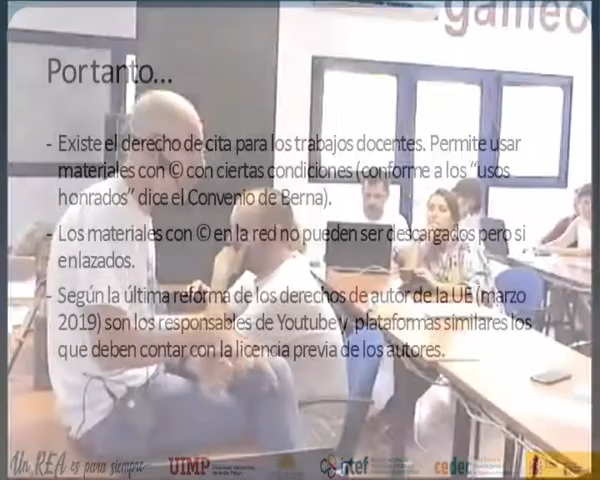 galileo
Por tanto...
- Existe el derecho de cita para los trabajos docentes. Permite usar
materiales con © con ciertas condiciones (conforme a los “usos
honrados” dice el Convenio de Berna).
- Los materiales con © en la red no pueden ser descargados pero si
enlazados.
- Según la última reforma de los derechos de autor de la UE (marzo
2019) son los responsables de Youtube y plataformas similares los
que deben contar con la licencia previa de los autores.
Un REA es para siempre UIMP intef cedec